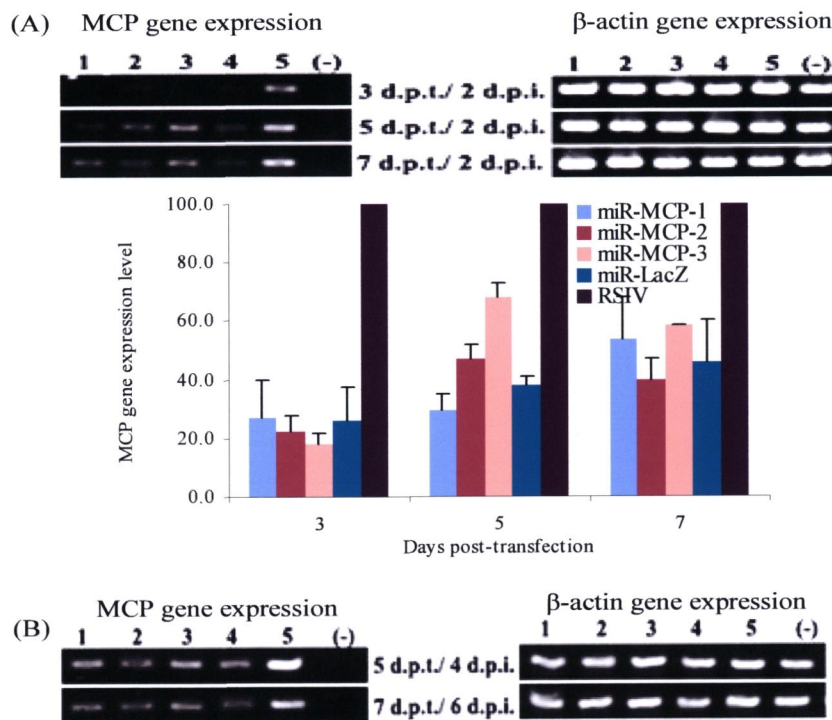 (A)
MCP gene expression
β-actin gene expression
1 2 3 4 5 (-)
1 2 3 4 5 (-)
3 d.p.t./ 2 d.p.i.
5 d.p.t./ 2 d.p.i.
7 d.p.t./ 2 d.p.i.
MCP gene expression level
100.0
80.0
60.0
40.0
20.0
0.0
miR-MCP-1
miR-MCP-2
miR-MCP-3
miR-LacZ
RSIV
3 5 7
Days post-transfection
(B)
MCP gene expression
β-actin gene expression
1 2 3 4 5 (-)
1 2 3 4 5 (-)
5 d.p.t./ 4 d.p.i.
7 d.p.t./ 6 d.p.i.